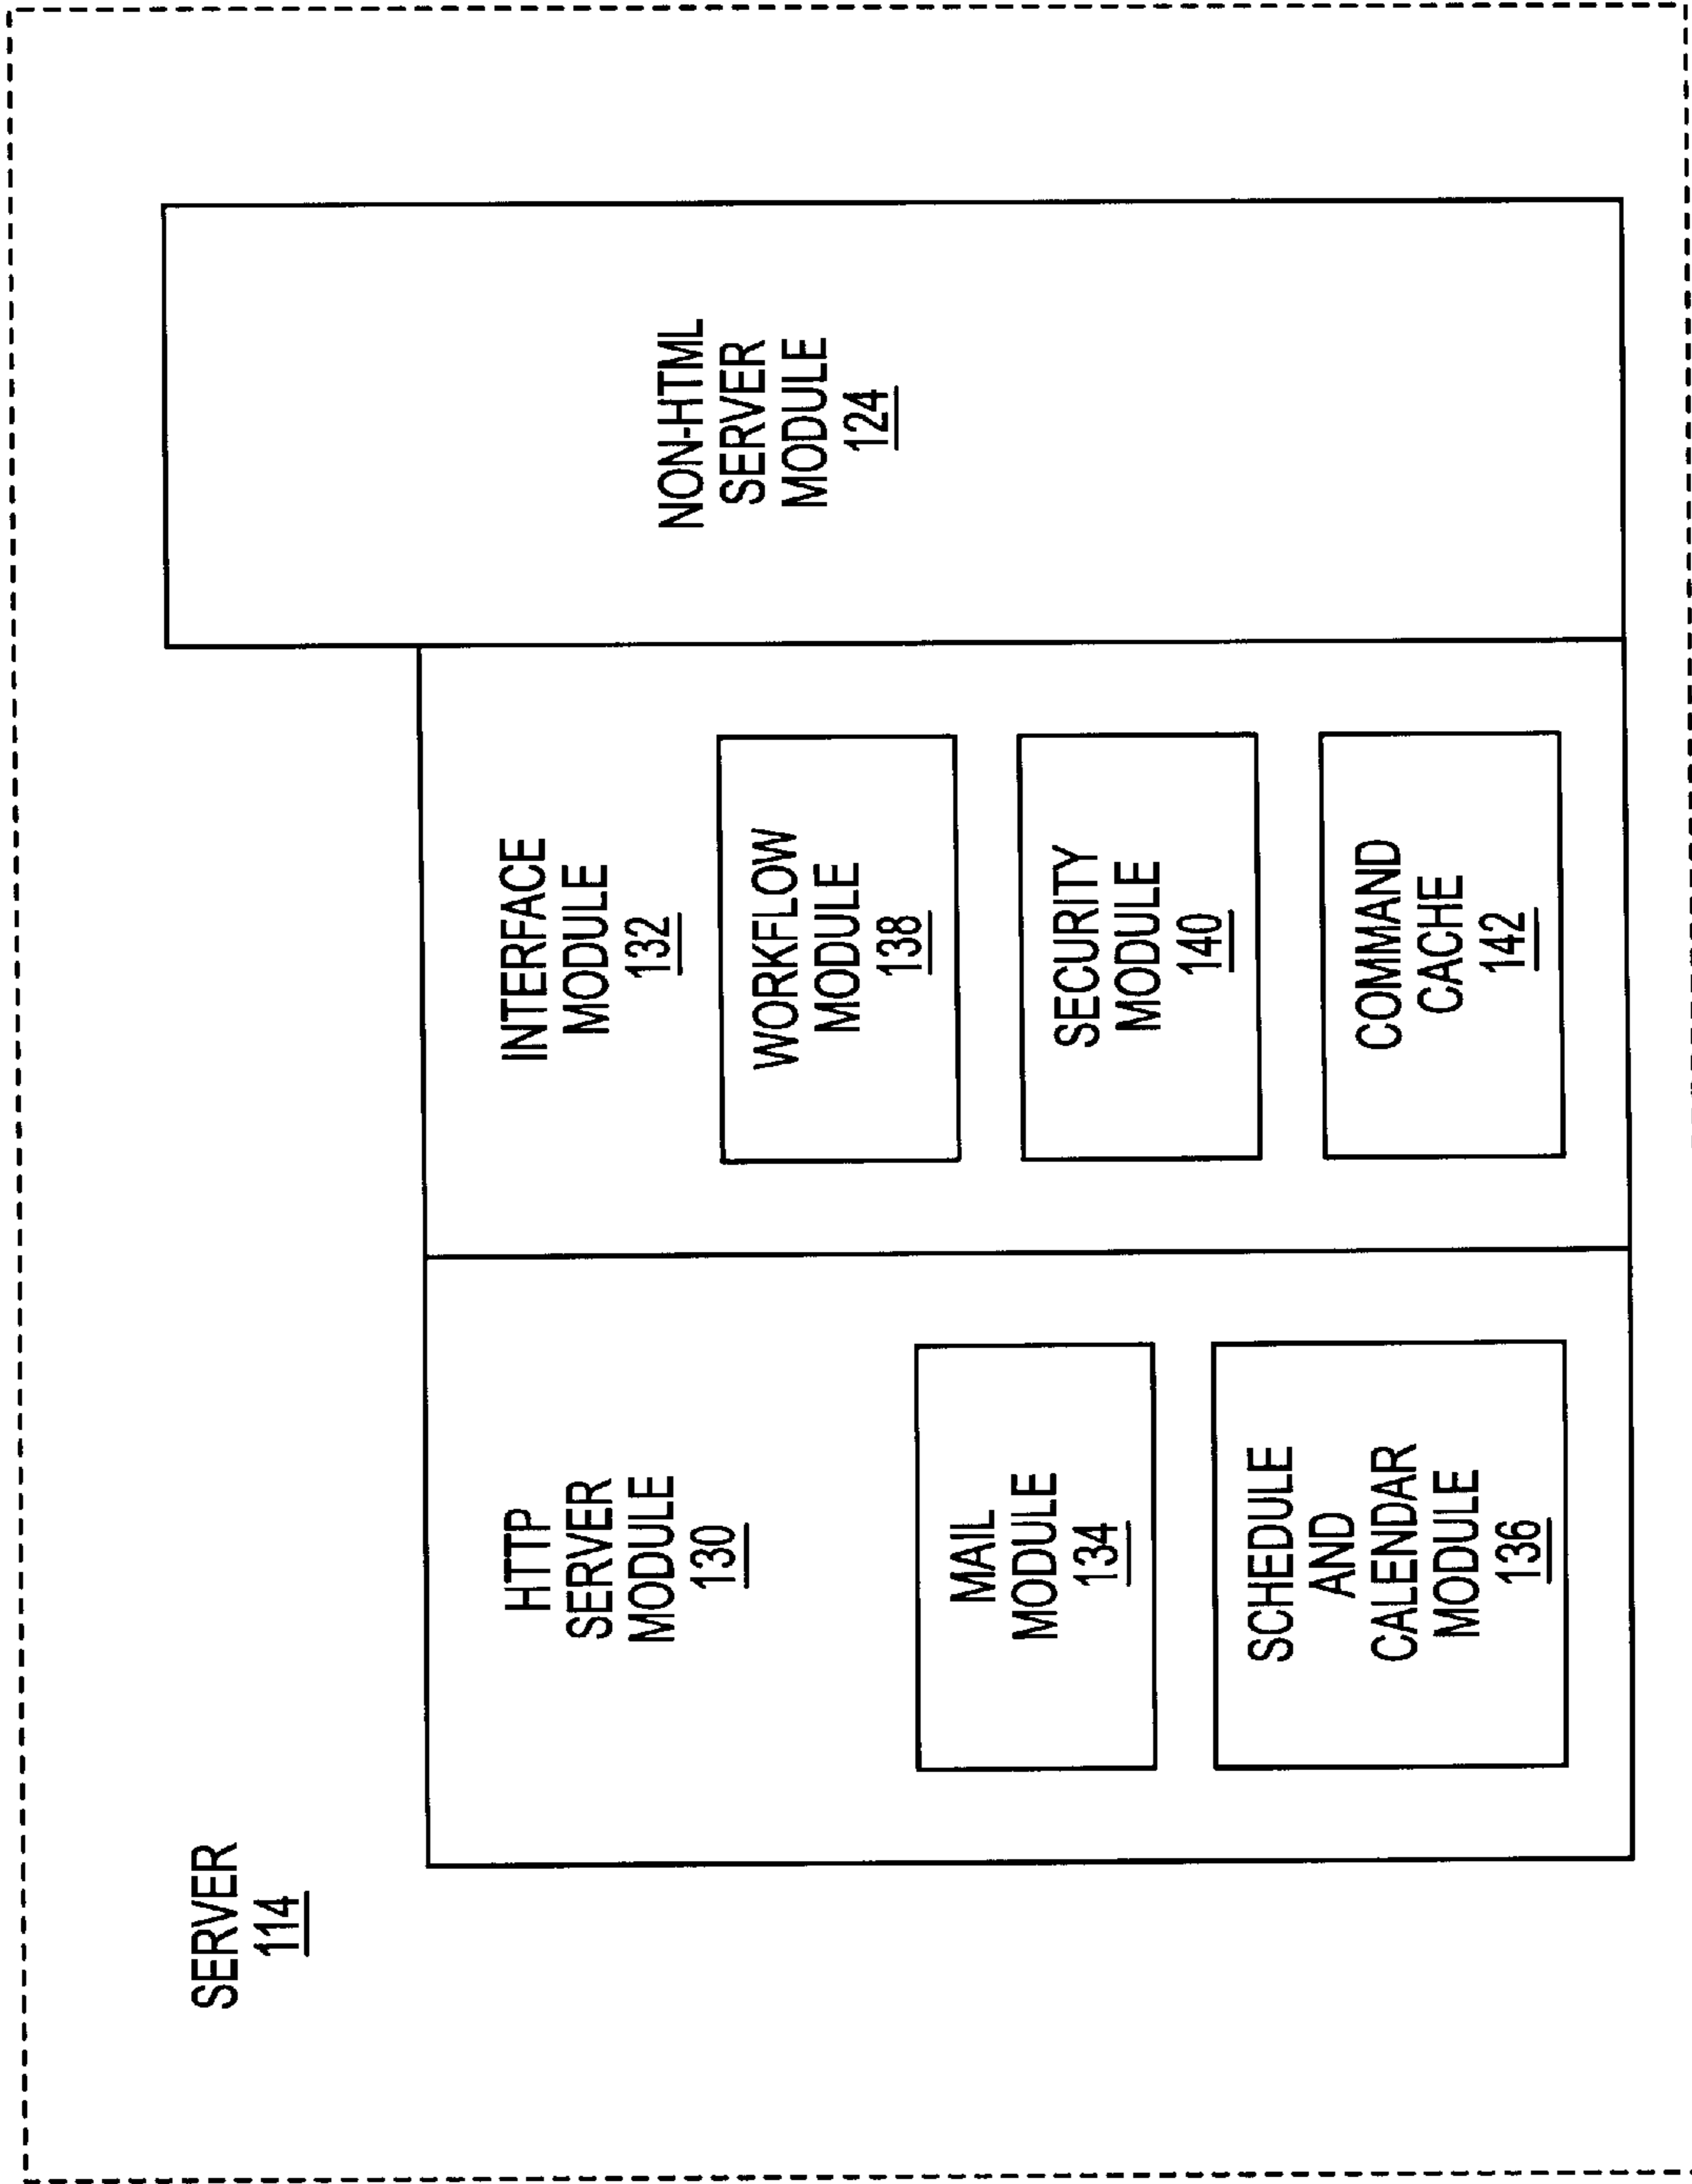 SERVER
114
HTTP
SERVER
MODULE
130
MAIL
MODULE
134
SCHEDULE
AND
CALENDAR
MODULE
136
INTERFACE
MODULE
132
WORKFLOW
MODULE
138
SECURITY
MODULE
140
COMMAND
CACHE
142
NON-HTML
SERVER
MODULE
124